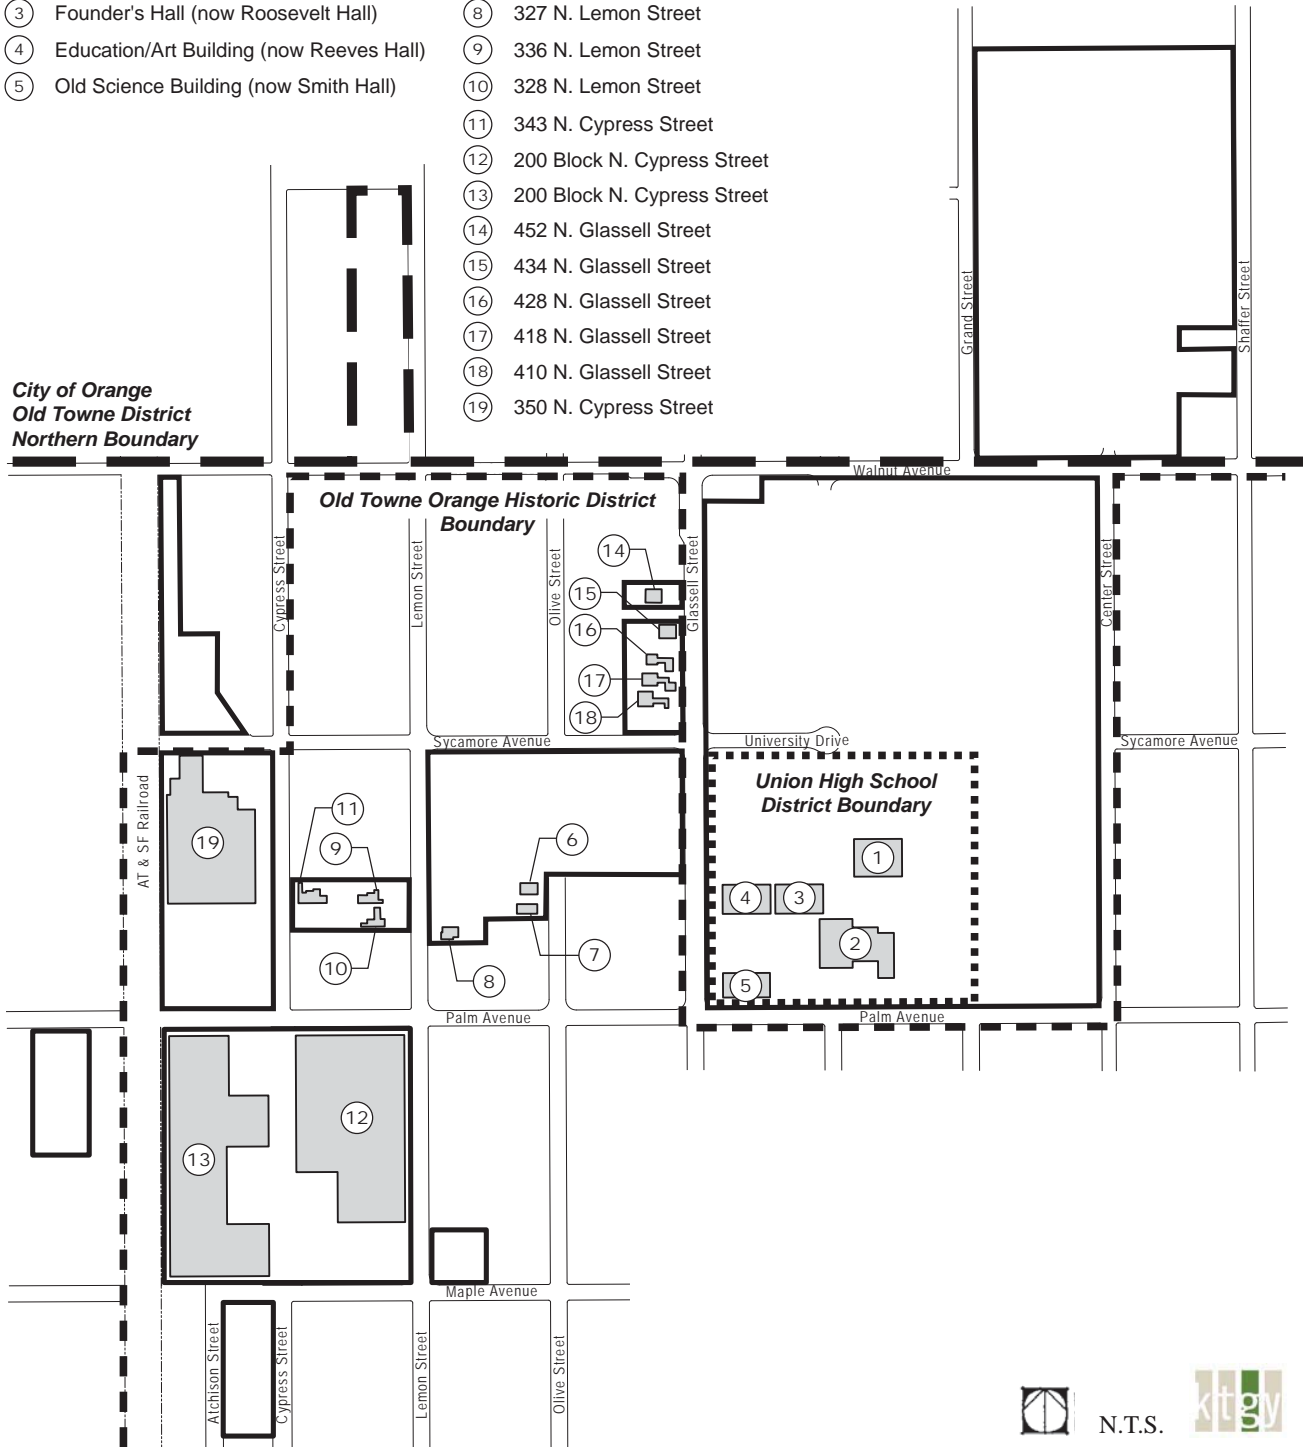 3 Founder's Hall (now Roosevelt Hall)
4 Education/Art Building (now Reeves Hall)
5 Old Science Building (now Smith Hall)
8 327 N. Lemon Street
9 336 N. Lemon Street
10 328 N. Lemon Street
11 343 N. Cypress Street
12 200 Block N. Cypress Street
13 200 Block N. Cypress Street
14 452 N. Glassell Street
15 434 N. Glassell Street
16 428 N. Glassell Street
17 418 N. Glassell Street
18 410 N. Glassell Street
19 350 N. Cypress Street
Grand Street
Shaffer Street
City of Orange
Old Towne District
Northern Boundary
Walnut Avenue
Old Towne Orange Historic District
Boundary
Cypress Street
Lemon Street
Olive Street
Glassell Street
Center Street
14
15
16
17
18
Sycamore Avenue
University Drive
Sycamore Avenue
Union High School
District Boundary
AT & SF Railroad
19
11
9
10
6
7
8
1
4
3
2
5
Palm Avenue
Palm Avenue
12
13
Maple Avenue
Atchison Street
Cypress Street
Lemon Street
Olive Street
N.T.S.
ktgy